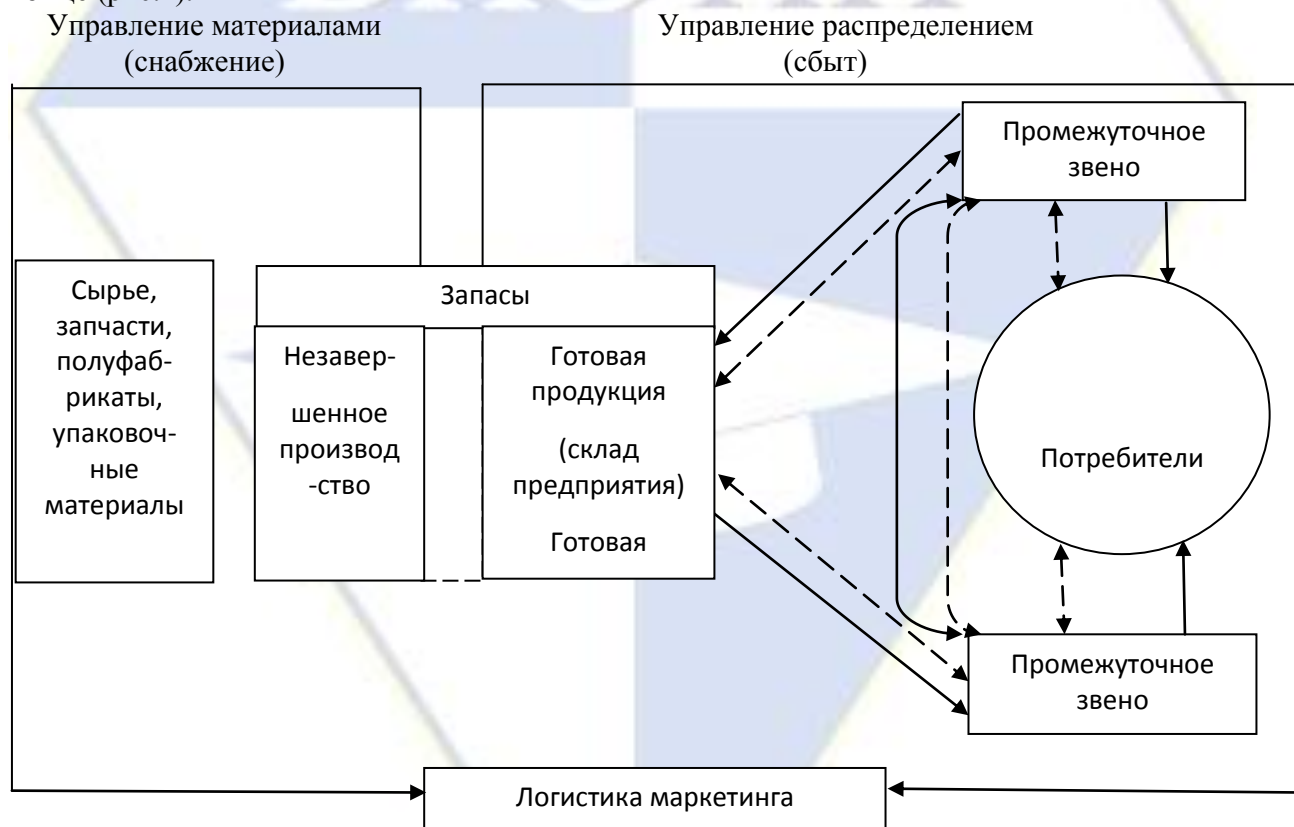 Управление материалами
(снабжение)
Управление распределением
(сбыт)
Промежуточное
звено
Сырье,
запчасти,
полуфаб-
рикаты,
упаковоч-
ные
материалы
Запасы
Незавер-
шенное
производ
-ство
Готовая
продукция
(склад
предприятия)
Готовая
Потребители
Промежуточное
звено
Логистика маркетинга